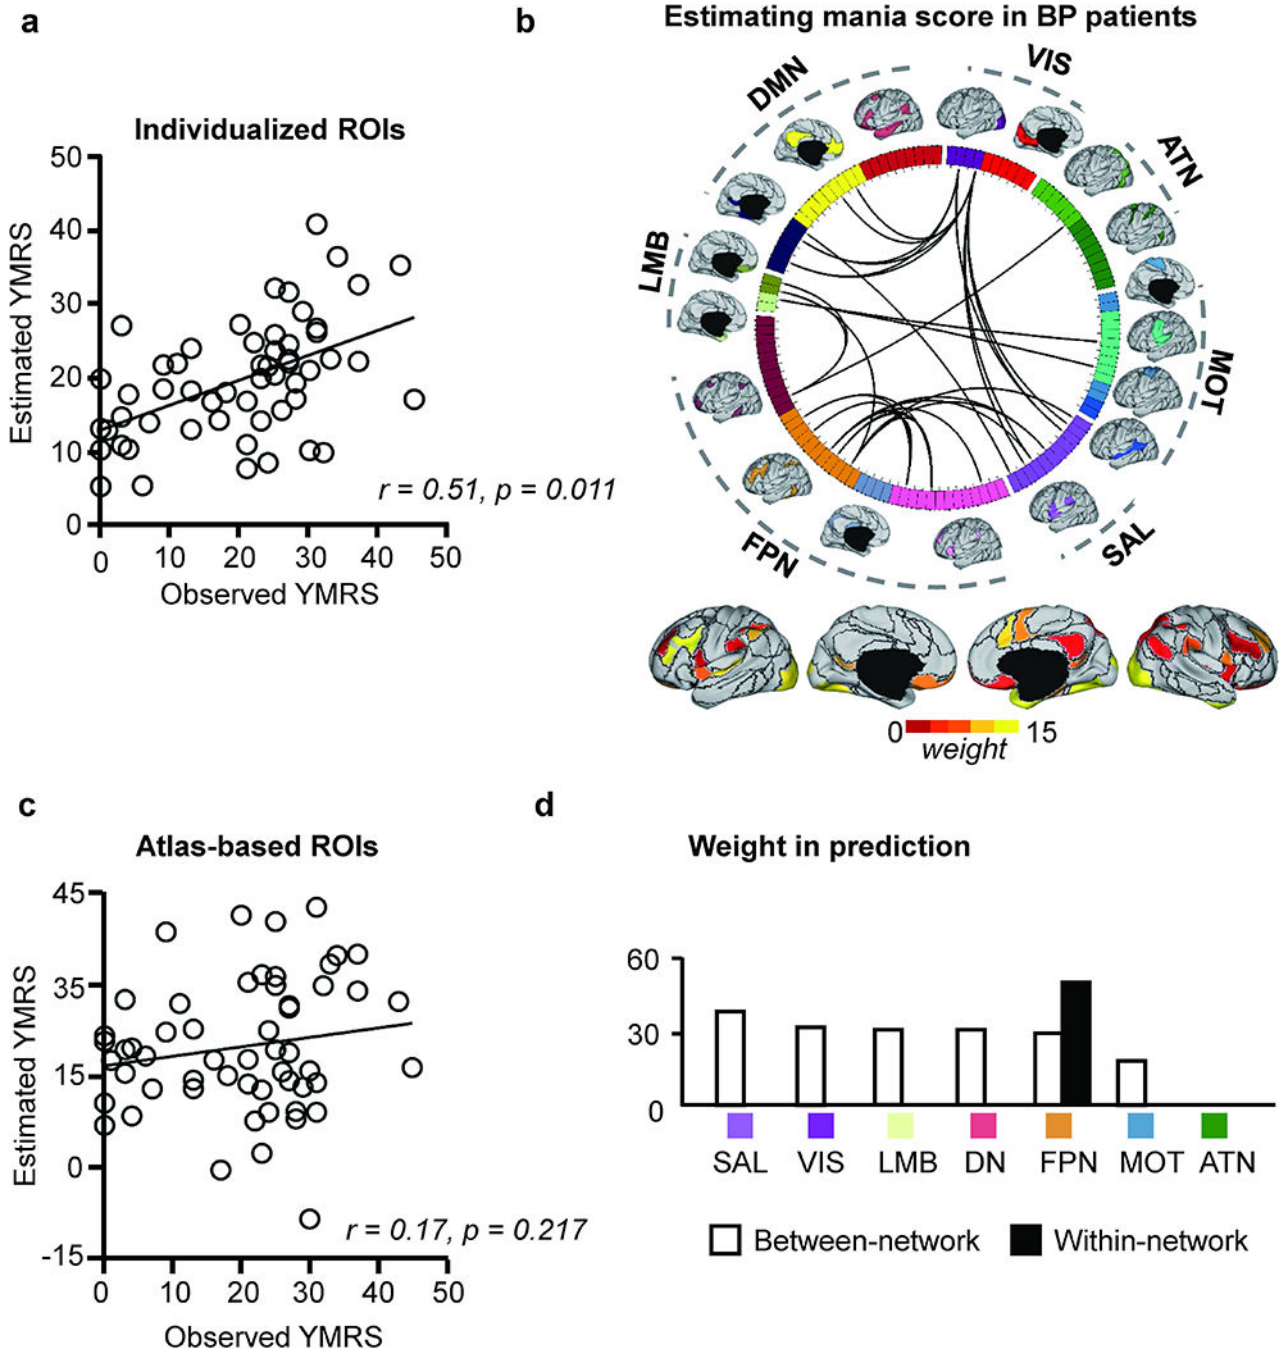 a
Individualized ROIs
50
40
30
20
10
0
Estimated YMRS
r = 0.51, p = 0.011
0 10 20 30 40 50
Observed YMRS
b
Estimating mania score in BP patients
VIS
ATN
MOT
SAL
FPN
LMB
DMN
0 15
weight
c
Atlas-based ROIs
45
35
15
0
-15
Estimated YMRS
r = 0.17, p = 0.217
0 10 20 30 40 50
Observed YMRS
d
Weight in prediction
60
30
0
SAL VIS LMB DN FPN MOT ATN
Between-network Within-network